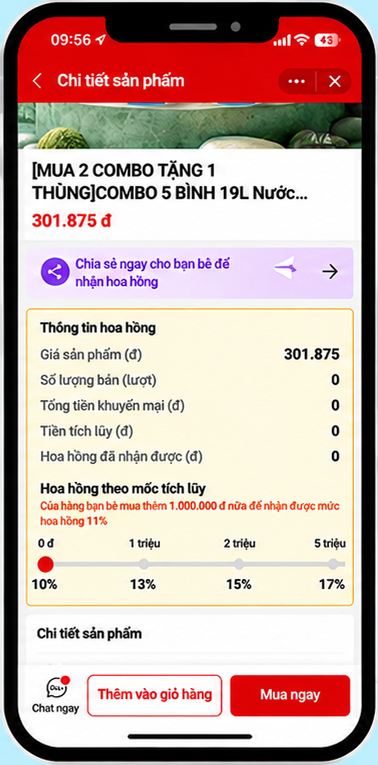 09:56
43
Chi tiết sản phẩm
[MUA 2 COMBO TẶNG 1
THÙNG]COMBO 5 BÌNH 19L Nước...
301.875 đ
Chia sẻ ngay cho bạn bè để
nhận hoa hồng
Thông tin hoa hồng
Giá sản phẩm (đ) 301.875
Số lượng bán (lượt) 0
Tổng tiền khuyến mại (đ) 0
Tiền tích lũy (đ) 0
Hoa hồng đã nhận được (đ) 0
Hoa hồng theo mốc tích lũy
Cửa hàng bạn bè mua thêm 1.000.000 đ nữa để nhận được mức
hoa hồng 11%
0 đ 1 triệu 2 triệu 5 triệu
10% 13% 15% 17%
Chi tiết sản phẩm
Chat ngay
Thêm vào giỏ hàng
Mua ngay